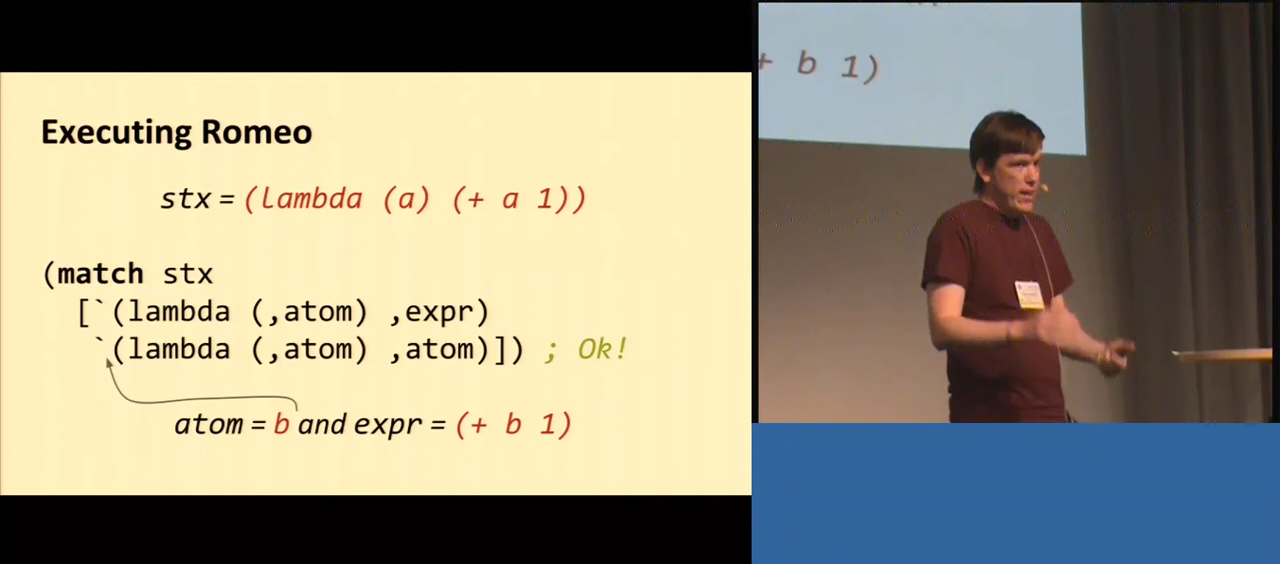 Executing Romeo
stx = (lambda (a) (+ a 1))
(match stx
[`(lambda (,atom) ,expr)
`(lambda (,atom) ,atom)]) ; Ok!
atom = b and expr = (+ b 1)
+ b 1)